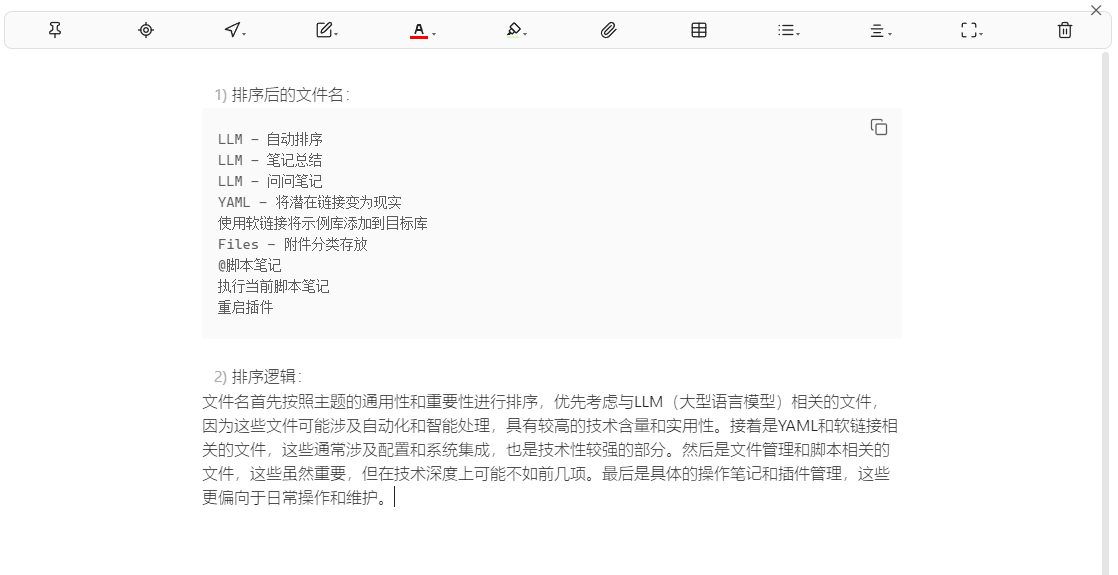 A
1) 排序后的文件名：
LLM - 自动排序
LLM - 笔记总结
LLM - 问问笔记
YAML - 将潜在链接变为现实
使用软链接将示例库添加到目标库
Files - 附件分类存放
@脚本笔记
执行当前脚本笔记
重启插件
2) 排序逻辑：
文件名首先按照主题的通用性和重要性进行排序，优先考虑与LLM（大型语言模型）相关的文件，
因为这些文件可能涉及自动化和智能处理，具有较高的技术含量和实用性。接着是YAML和软链接相
关的文件，这些通常涉及配置和系统集成，也是技术性较强的部分。然后是文件管理和脚本相关的
文件，这些虽然重要，但在技术深度上可能不如前几项。最后是具体的操作笔记和插件管理，这些
更偏向于日常操作和维护。